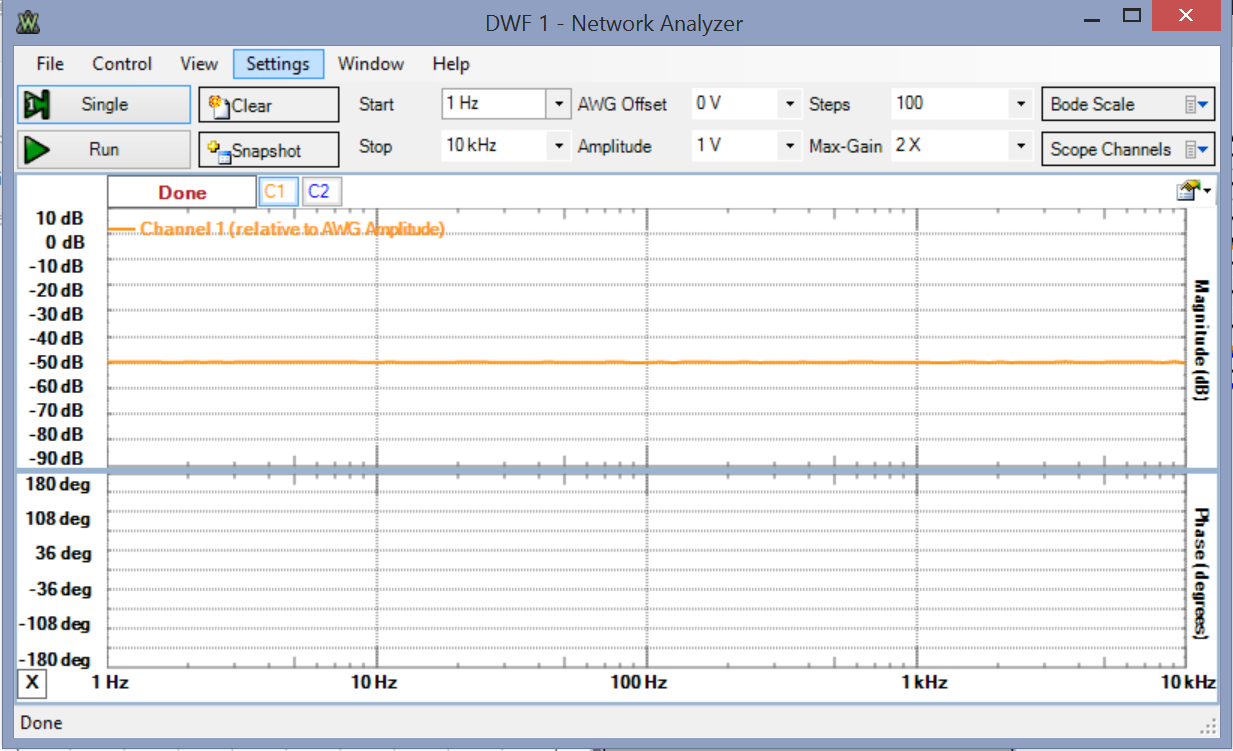 DWF 1 - Network Analyzer
File Control View Settings Window Help
Single Clear Start 1 Hz AWG Offset 0 V Steps 100 Bode Scale
Run Snapshot Stop 10 kHz Amplitude 1 V Max-Gain 2 X Scope Channels
Done C1 C2
Channel 1 (relative to AWG Amplitude)
10 dB
0 dB
-10 dB
-20 dB
-30 dB
-40 dB
-50 dB
-60 dB
-70 dB
-80 dB
-90 dB
Magnitude (dB)
180 deg
108 deg
36 deg
-36 deg
-108 deg
-180 deg
Phase (degrees)
X 1 Hz 10 Hz 100 Hz 1 kHz 10 kHz
Done